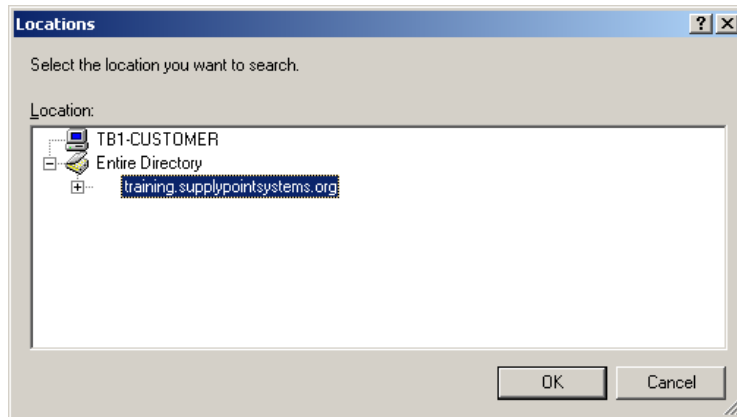 Locations
Select the location you want to search.
Location:
TB1-CUSTOMER
Entire Directory
training.supplypointsystems.org
OK Cancel